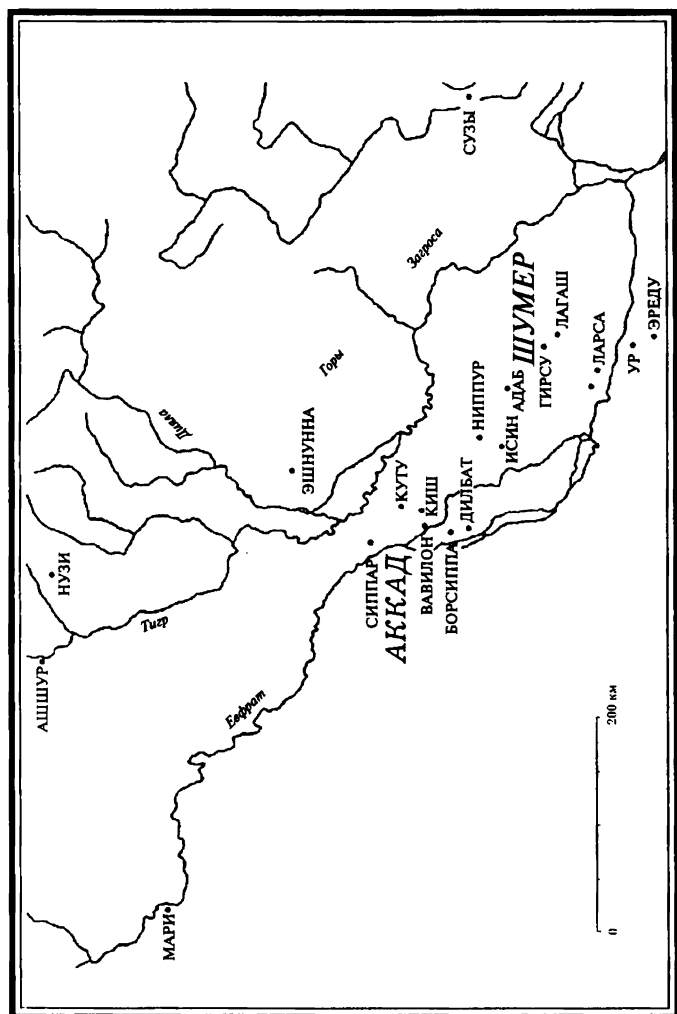 АШШУР
НУЗИ
Тигр
Дияла
МАРИ
Евфрат
ЭШНУННА
Горы
Загроса
СИППАР
АККАД
КУТУ
ВАВИЛОН
КИШ
БОРСИППА
ДИЛБАТ
НИППУР
ИСИН
АДАБ
ШУМЕР
ГИРСУ
ЛАГАШ
СУЗЫ
ЛАРСА
УР
ЭРЕДУ
0
200 км